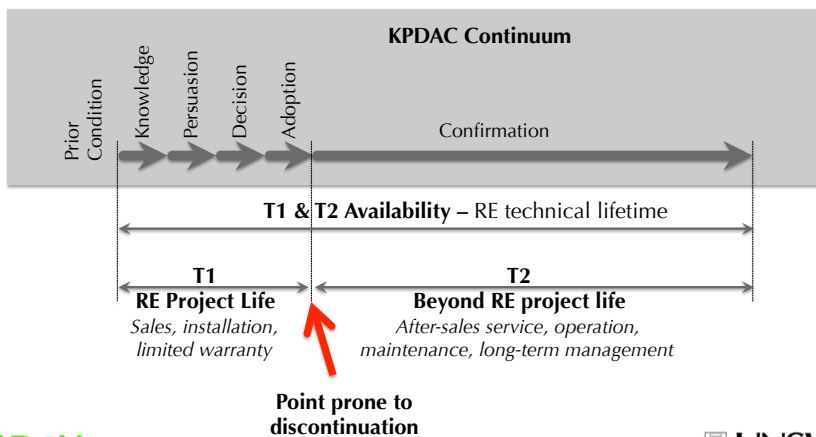 KPDAC Continuum
Prior
Condition
Knowledge
Persuasion
Decision
Adoption
Confirmation
T1 & T2 Availability – RE technical lifetime
T1
RE Project Life
Sales, installation,
limited warranty
T2
Beyond RE project life
After-sales service, operation,
maintenance, long-term management
Point prone to
discontinuation